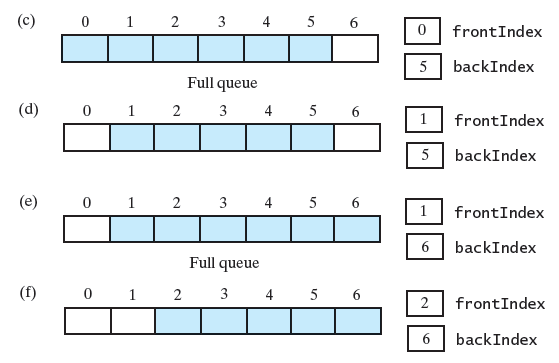 (c) 0 1 2 3 4 5 6 0 frontIndex
5 backIndex
Full queue
(d) 0 1 2 3 4 5 6 1 frontIndex
5 backIndex
(e) 0 1 2 3 4 5 6 1 frontIndex
6 backIndex
Full queue
(f) 0 1 2 3 4 5 6 2 frontIndex
6 backIndex